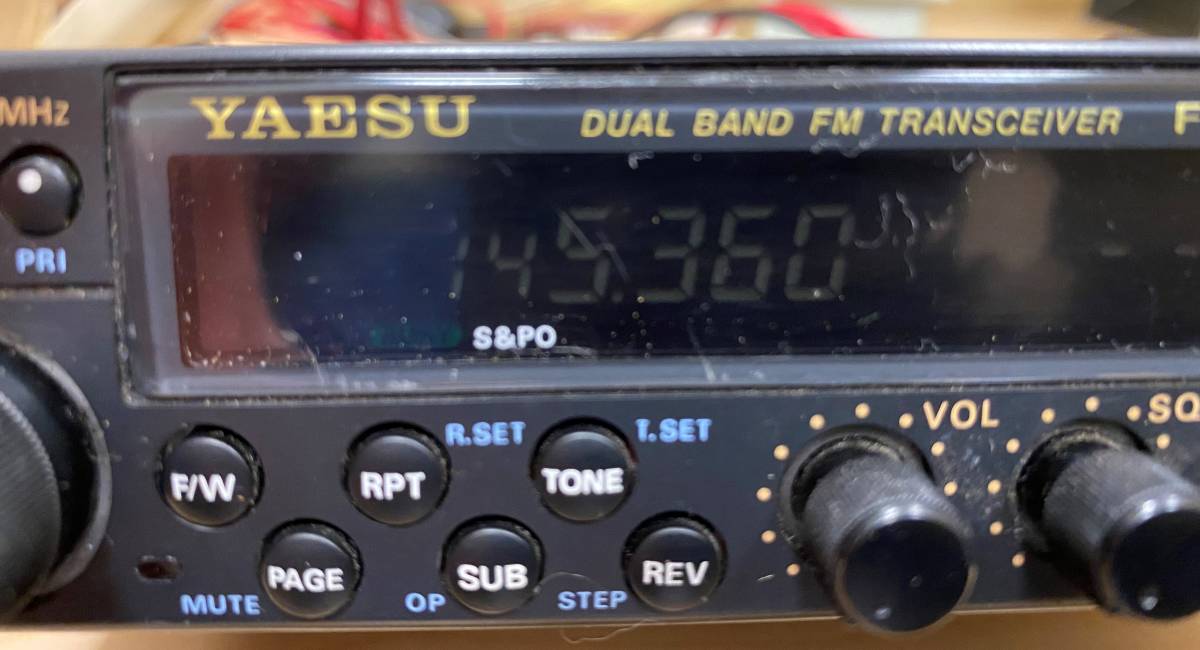 MHz
YAESU
DUAL BAND FM TRANSCEIVER F
PRI
145.360
S&PO
R.SET T.SET VOL SQ
F/W RPT TONE
PAGE SUB REV
MUTE OP STEP